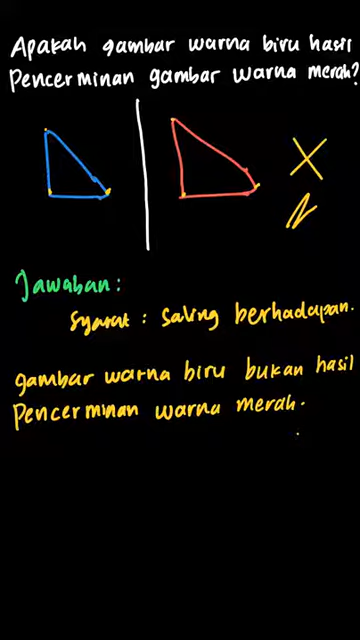 Apakah gambar warna biru hasil
Pencerminan gambar warna merah?
Jawaban:
Syarat : saling berhadapan.
gambar warna biru bukan hasil
Pencerminan warna merah.